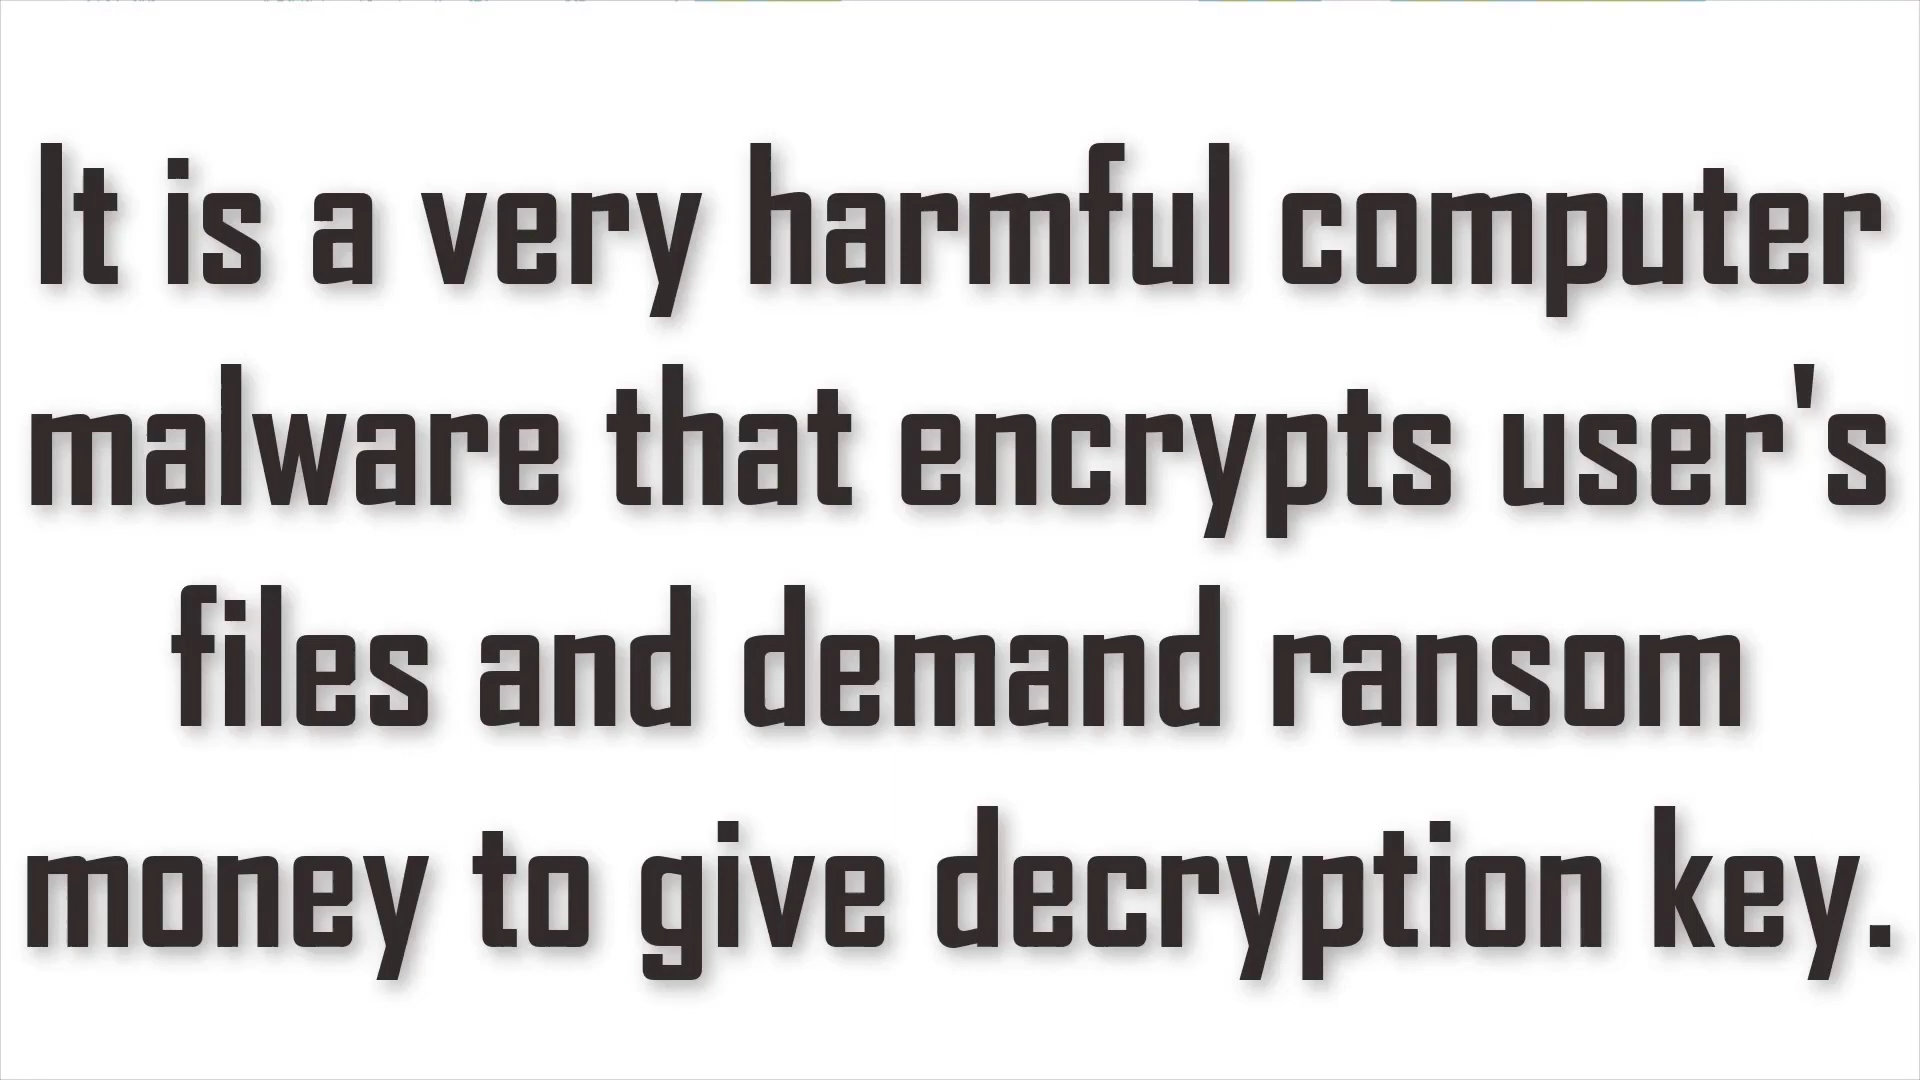 It is a very harmful computer
malware that encrypts user's
files and demand ransom
money to give decryption key.